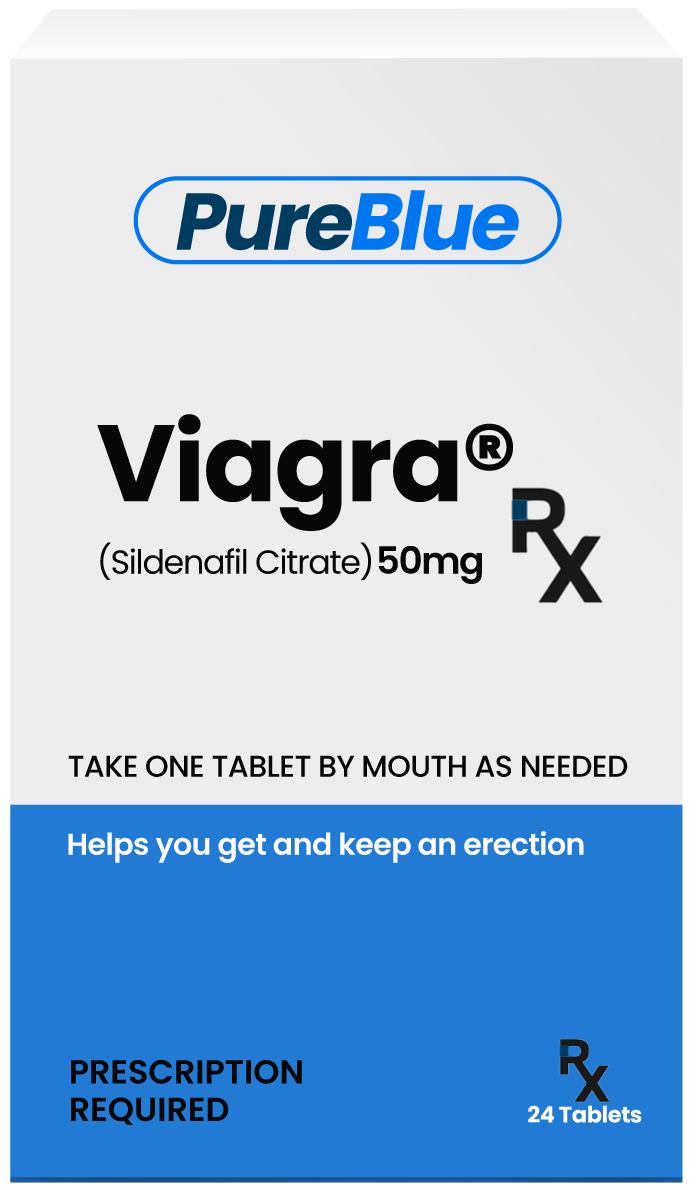 PureBlue
Viagra®
Rx
(Sildenafil Citrate) 50mg
TAKE ONE TABLET BY MOUTH AS NEEDED
Helps you get and keep an erection
PRESCRIPTION
REQUIRED
Rx
24 Tablets